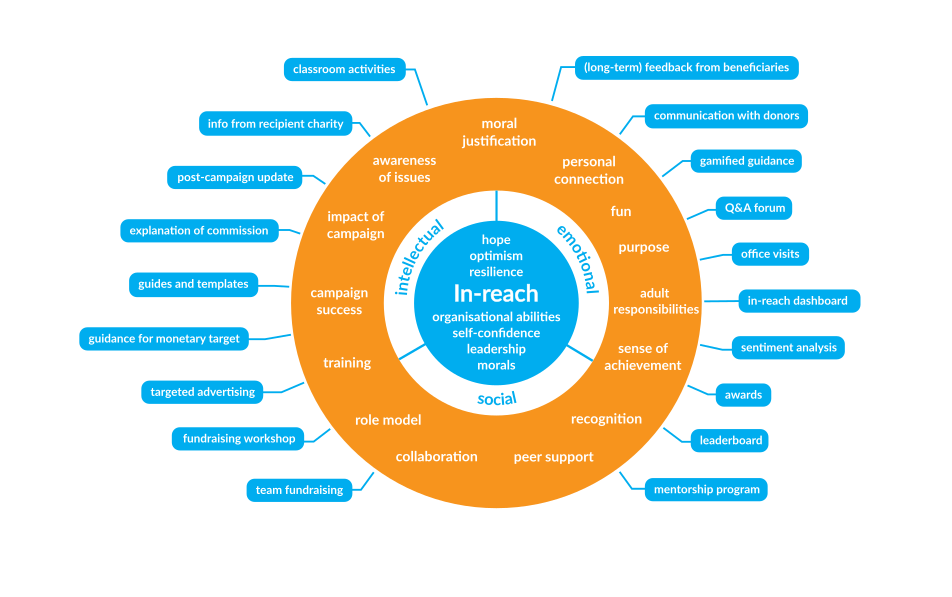 classroom activities
info from recipient charity
post-campaign update
explanation of commission
guides and templates
guidance for monetary target
targeted advertising
fundraising workshop
team fundraising
(long-term) feedback from beneficiaries
communication with donors
gamified guidance
Q&A forum
office visits
in-reach dashboard
sentiment analysis
awards
leaderboard
mentorship program
moral
justification
personal
connection
fun
purpose
adult
responsibilities
sense of
achievement
recognition
peer support
collaboration
role model
training
campaign
success
impact of
campaign
awareness
of issues
intellectual
emotional
social
hope
optimism
resilience
In-reach
organisational abilities
self-confidence
leadership
morals